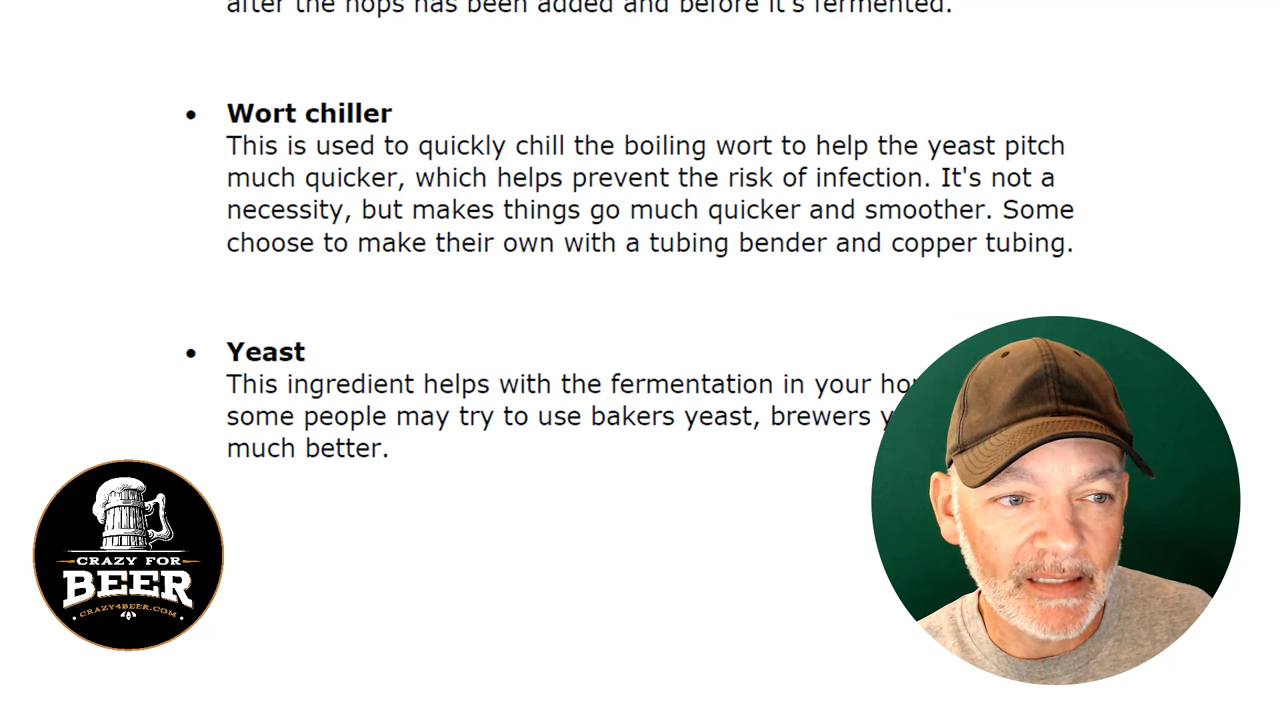 after the hops has been added and before it's fermented.
• Wort chiller
This is used to quickly chill the boiling wort to help the yeast pitch
much quicker, which helps prevent the risk of infection. It's not a
necessity, but makes things go much quicker and smoother. Some
choose to make their own with a tubing bender and copper tubing.
• Yeast
This ingredient helps with the fermentation in your
some people may try to use bakers yeast, brewers
much better.
CRAZY FOR
BEER
CRAZY4BEER.COM